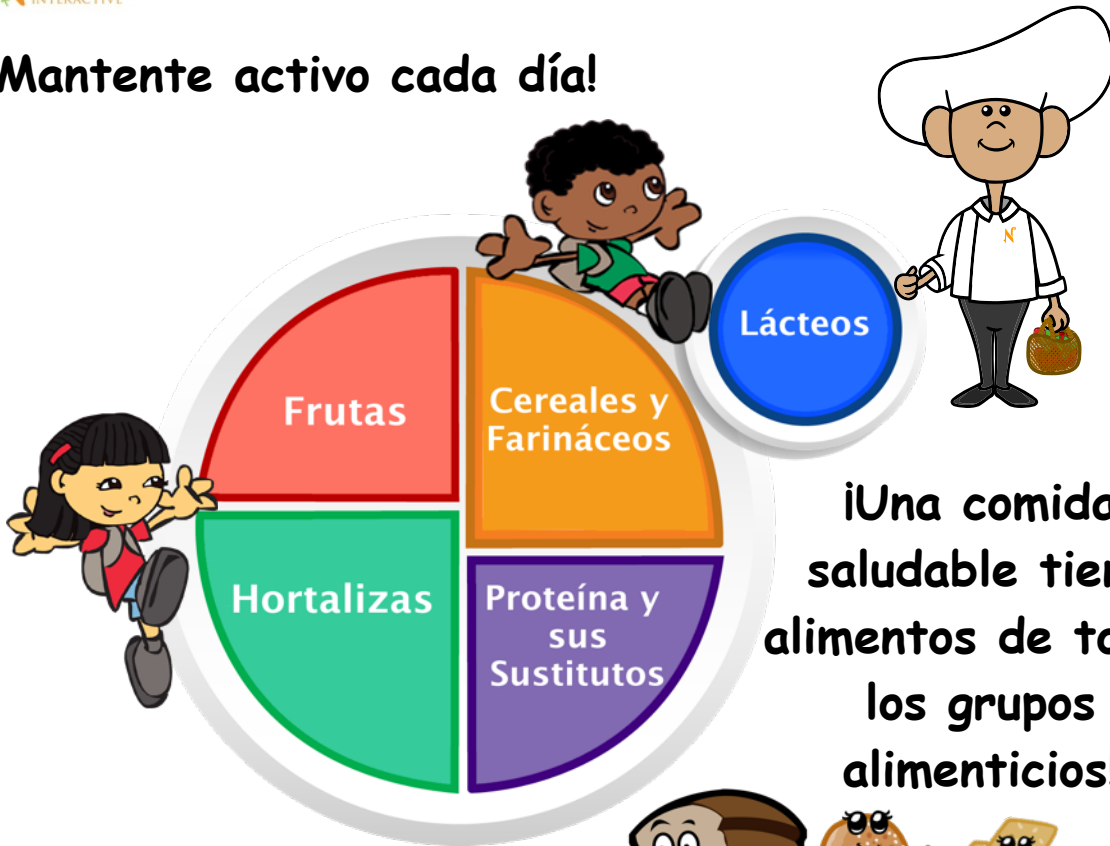 INTERACTIVE
Mantente activo cada día!
N
Lácteos
Frutas
Cereales y
Farináceos
Hortalizas
Proteína y
sus
Sustitutos
¡Una comida
saludable
alimentos de
los grupos
alimenticios!